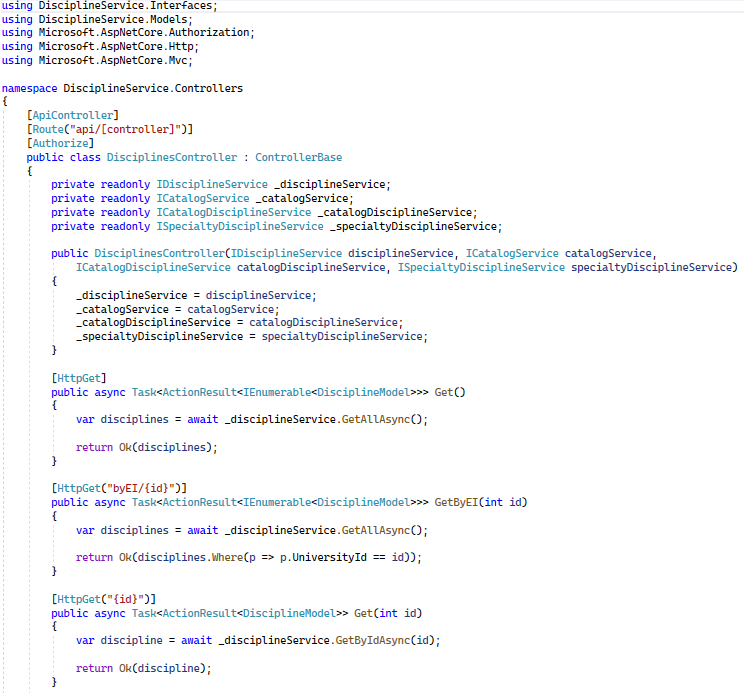 using DisciplineService.Interfaces;
using DisciplineService.Models;
using Microsoft.AspNetCore.Authorization;
using Microsoft.AspNetCore.Http;
using Microsoft.AspNetCore.Mvc;

namespace DisciplineService.Controllers
{
    [ApiController]
    [Route("api/[controller]")]
    [Authorize]
    public class DisciplinesController : ControllerBase
    {
        private readonly IDisciplineService _disciplineService;
        private readonly ICatalogService _catalogService;
        private readonly ICatalogDisciplineService _catalogDisciplineService;
        private readonly ISpecialtyDisciplineService _specialtyDisciplineService;

        public DisciplinesController(IDisciplineService disciplineService, ICatalogService catalogService,
            ICatalogDisciplineService catalogDisciplineService, ISpecialtyDisciplineService specialtyDisciplineService)
        {
            _disciplineService = disciplineService;
            _catalogService = catalogService;
            _catalogDisciplineService = catalogDisciplineService;
            _specialtyDisciplineService = specialtyDisciplineService;
        }

        [HttpGet]
        public async Task<ActionResult<IEnumerable<DisciplineModel>>> Get()
        {
            var disciplines = await _disciplineService.GetAllAsync();

            return Ok(disciplines);
        }

        [HttpGet("byEI/{id}")]
        public async Task<ActionResult<IEnumerable<DisciplineModel>>> GetByEI(int id)
        {
            var disciplines = await _disciplineService.GetAllAsync();

            return Ok(disciplines.Where(p => p.UniversityId == id));
        }

        [HttpGet("{id}")]
        public async Task<ActionResult<DisciplineModel>> Get(int id)
        {
            var discipline = await _disciplineService.GetByIdAsync(id);

            return Ok(discipline);
        }